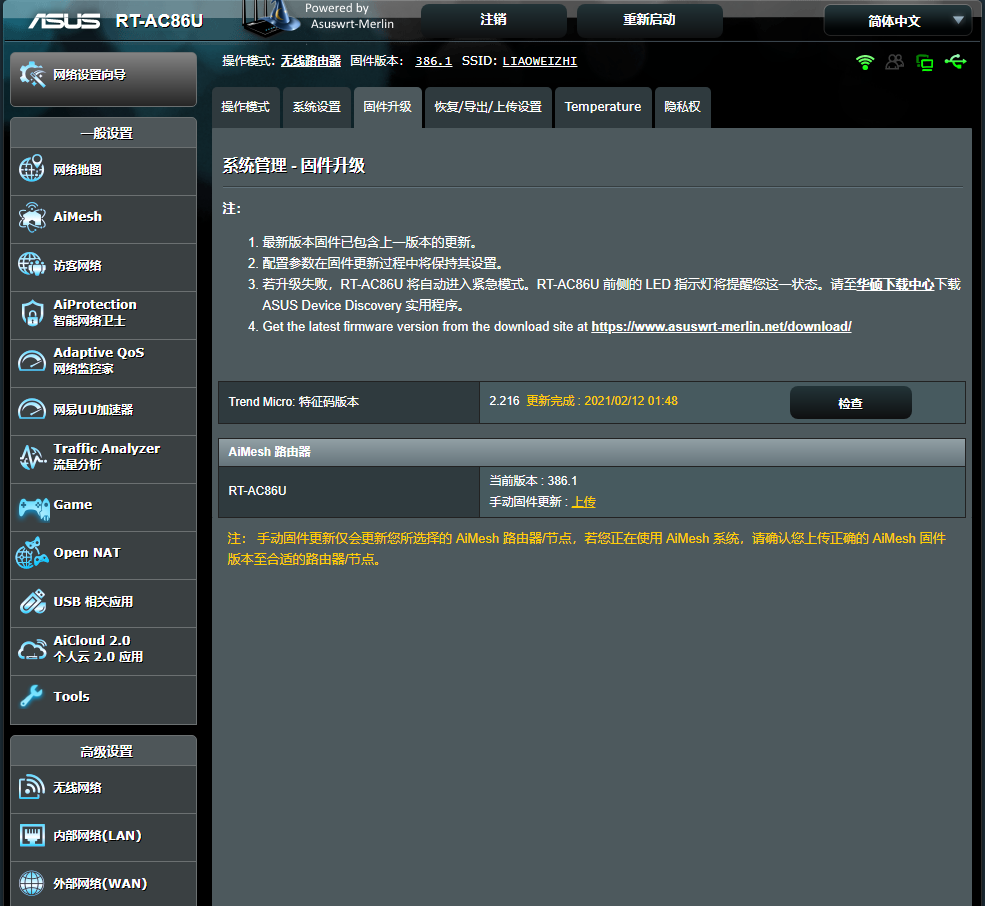 ASUS RT-AC86U
Powered by
Asuswrt-Merlin
注销
重新启动
简体中文
操作模式: 无线路由器 固件版本: 386.1 SSID: LIAOWEIZHI
操作模式 系统设置 固件升级 恢复/导出/上传设置 Temperature 隐私权
网络设置向导
一般设置
网络地图
AiMesh
访客网络
AiProtection
智能网络卫士
Adaptive QoS
网络监控家
网易UU加速器
Traffic Analyzer
流量分析
Game
Open NAT
USB 相关应用
AiCloud 2.0
个人云 2.0 应用
Tools
高级设置
无线网络
内部网络(LAN)
外部网络(WAN)
系统管理 - 固件升级
注:
1. 最新版本固件已包含上一版本的更新。
2. 配置参数在固件更新过程中将保持其设置。
3. 若升级失败，RT-AC86U 将自动进入紧急模式。RT-AC86U 前侧的 LED 指示灯将提醒您这一状态。请至华硕下载中心下载
ASUS Device Discovery 实用程序。
4. Get the latest firmware version from the download site at https://www.asuswrt-merlin.net/download/
Trend Micro: 特征码版本 2.216 更新完成 : 2021/02/12 01:48 检查
AiMesh 路由器
RT-AC86U
当前版本 : 386.1
手动固件更新 : 上传
注： 手动固件更新仅会更新您所选择的 AiMesh 路由器/节点，若您正在使用 AiMesh 系统，请确认您上传正确的 AiMesh 固件
版本至合适的路由器/节点。